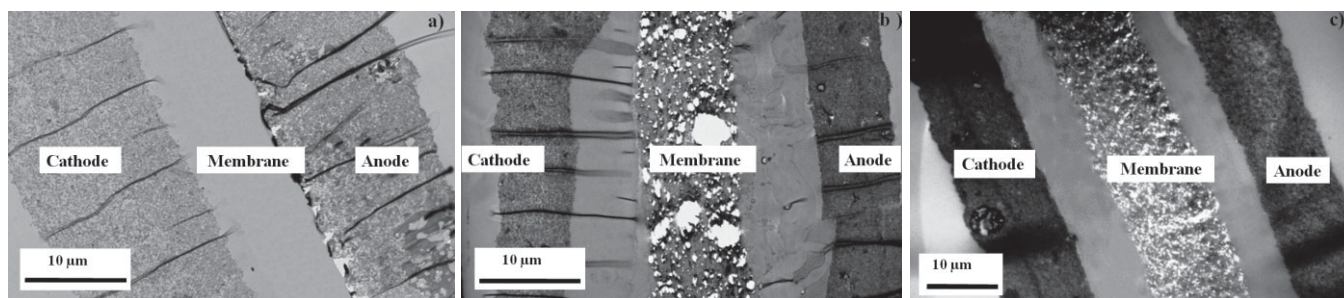 a)
Cathode Membrane Anode
10 µm
b )
Cathode Membrane Anode
10 µm
c)
Cathode Membrane Anode
10 µm